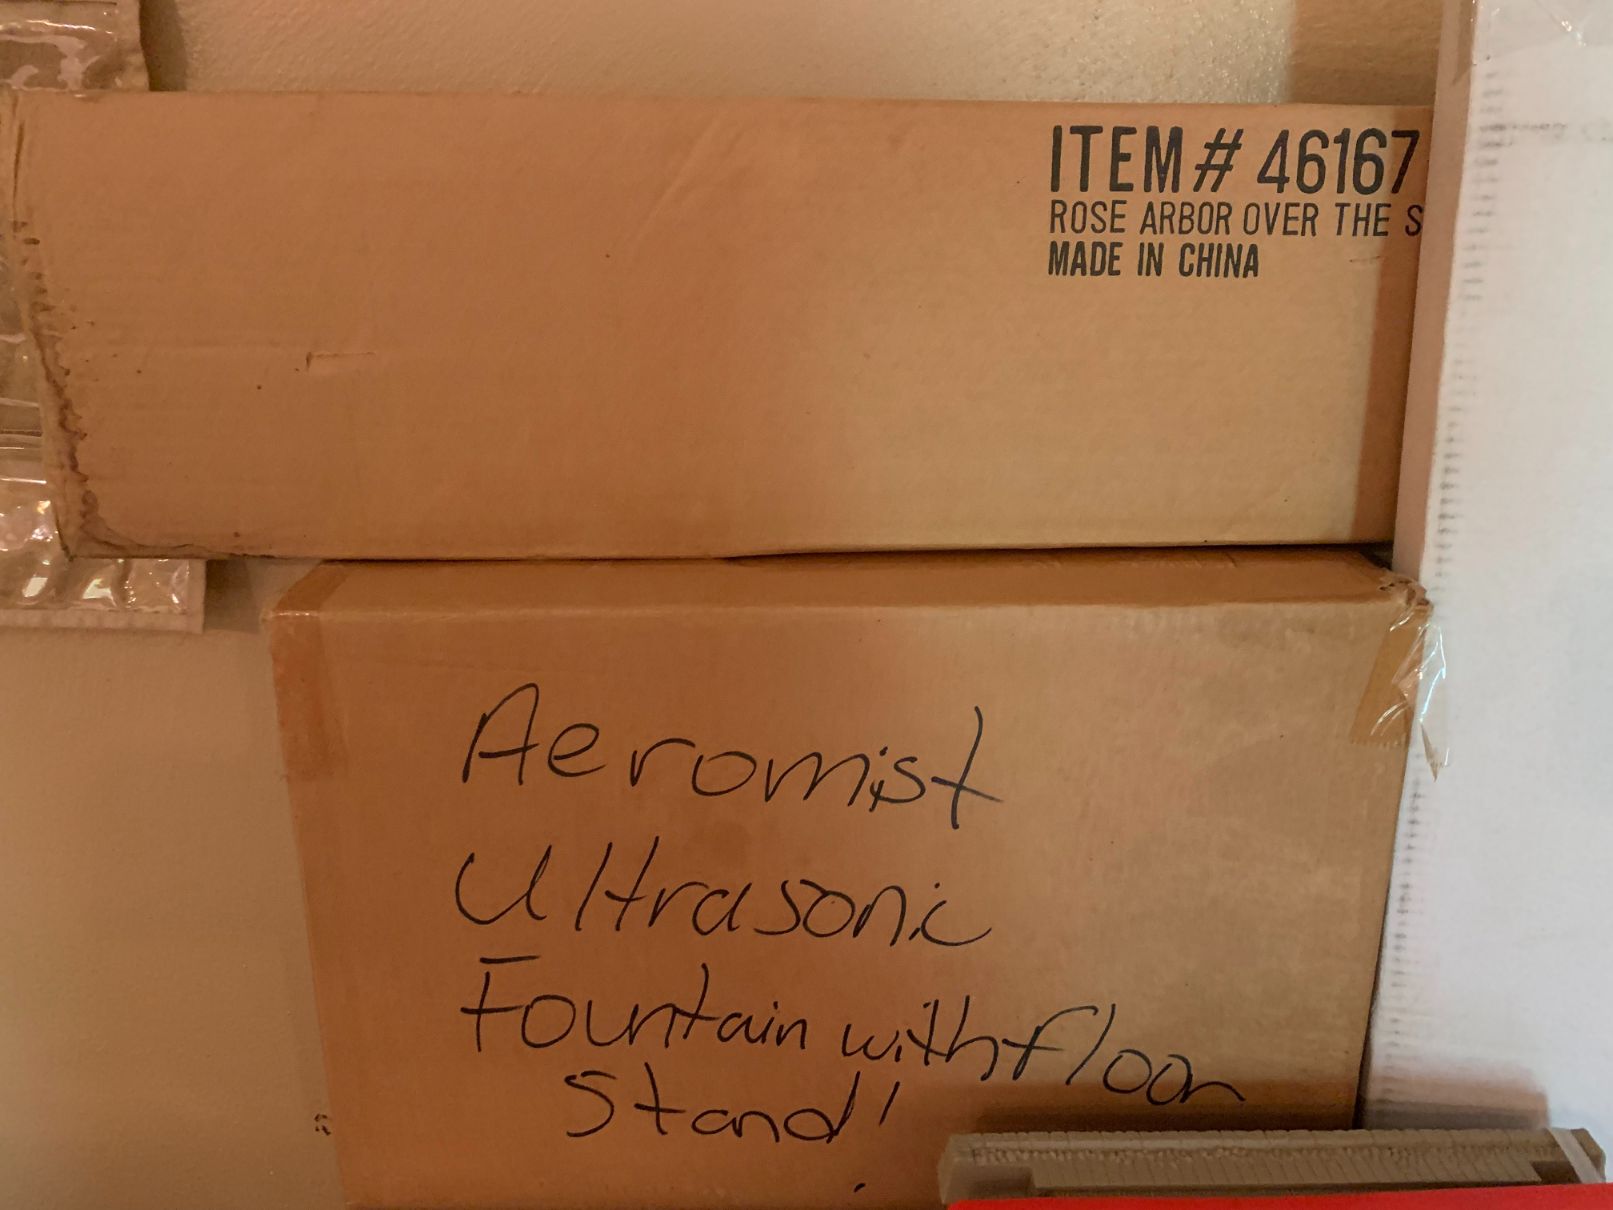 ITEM # 46167
ROSE ARBOR OVER THE S
MADE IN CHINA
Aeromist
Ultrasonic
Fountain with floor
Stand!